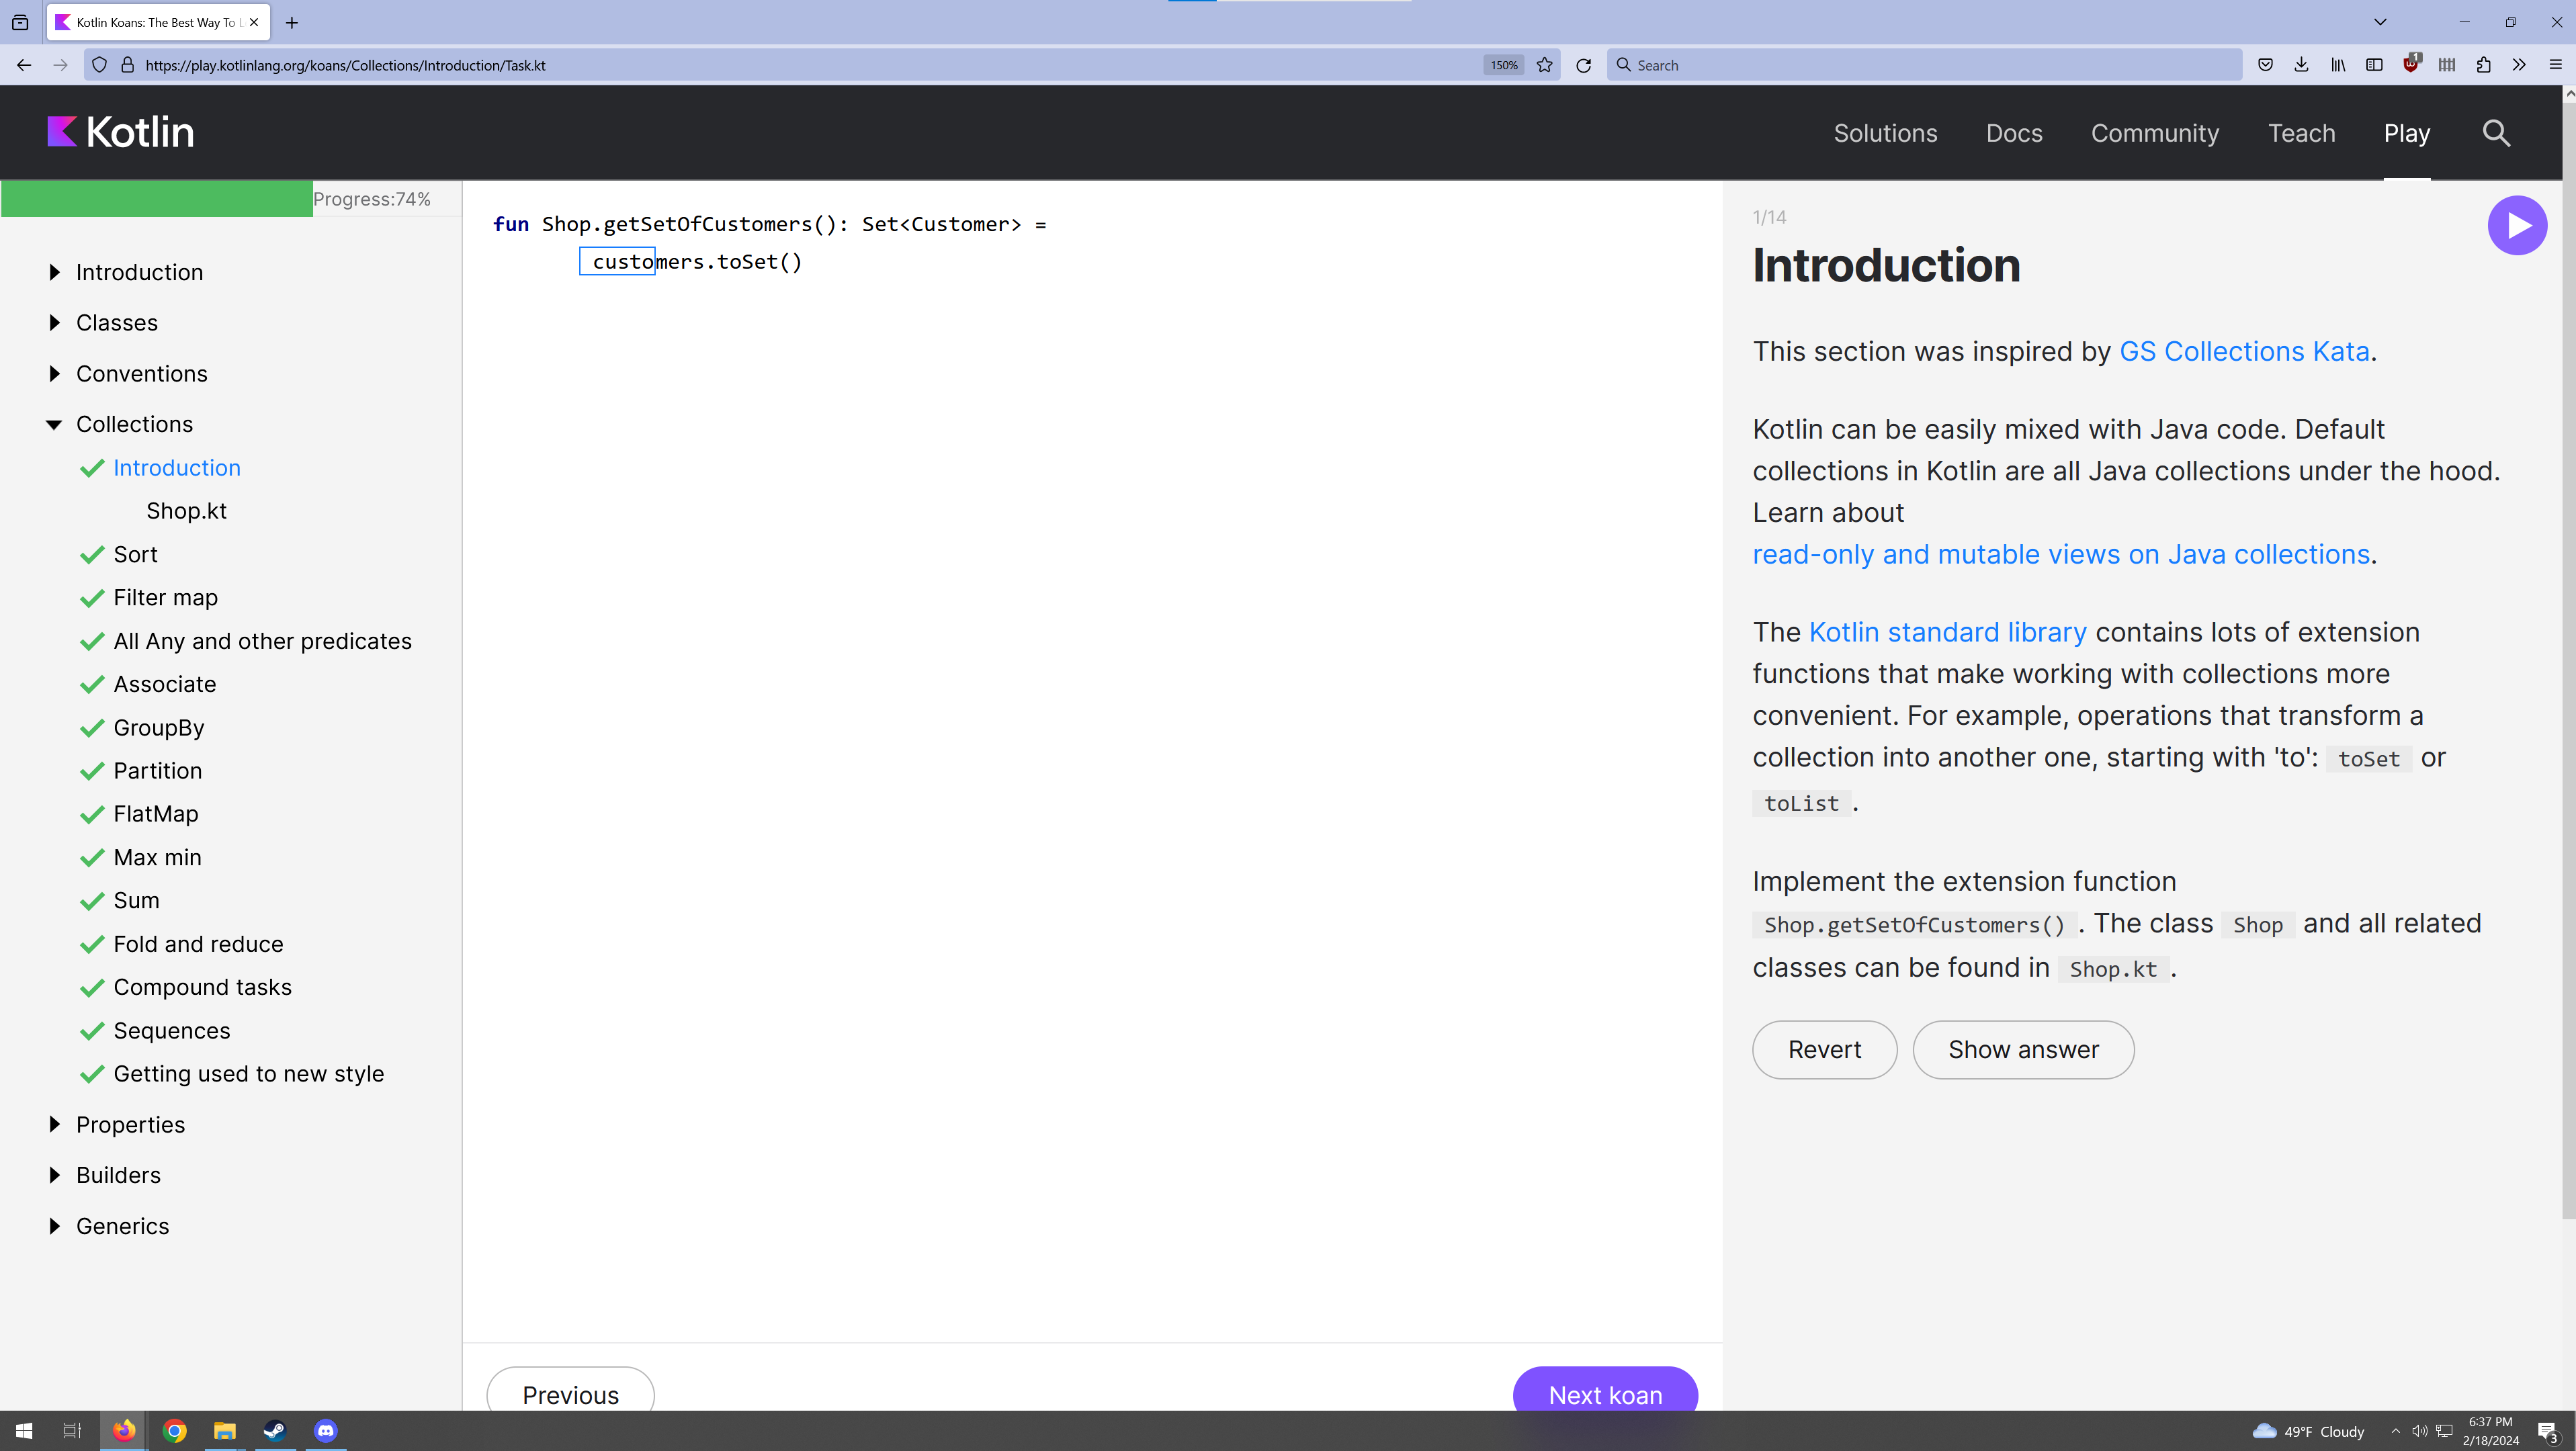 Kotlin Koans: The Best Way To L
https://play.kotlinlang.org/koans/Collections/Introduction/Task.kt
150%
Search
1
Kotlin
Solutions
Docs
Community
Teach
Play
Progress:74%
Introduction
Classes
Conventions
Collections
Introduction
Shop.kt
Sort
Filter map
All Any and other predicates
Associate
GroupBy
Partition
FlatMap
Max min
Sum
Fold and reduce
Compound tasks
Sequences
Getting used to new style
Properties
Builders
Generics
fun Shop.getSetOfCustomers(): Set<Customer> =
customers.toSet()
Previous
Next koan
1/14
Introduction
This section was inspired by GS Collections Kata.
Kotlin can be easily mixed with Java code. Default
collections in Kotlin are all Java collections under the hood.
Learn about
read-only and mutable views on Java collections.
The Kotlin standard library contains lots of extension
functions that make working with collections more
convenient. For example, operations that transform a
collection into another one, starting with 'to': toSet or
toList .
Implement the extension function
Shop.getSetOfCustomers() . The class Shop and all related
classes can be found in Shop.kt .
Revert
Show answer
49°F Cloudy
6:37 PM
2/18/2024
3